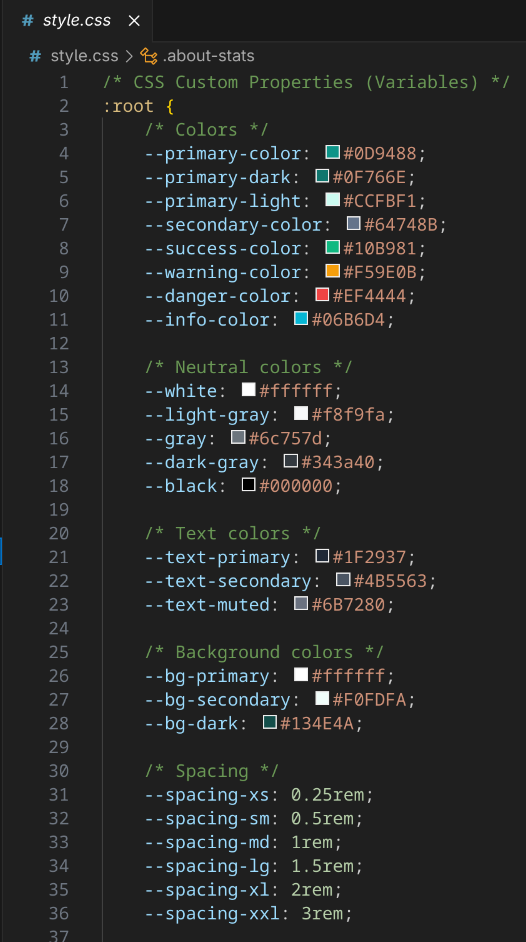 # style.css ×
# style.css > .about-stats
1 /* CSS Custom Properties (Variables) */
2 :root {
3 /* Colors */
4 --primary-color: #0D9488;
5 --primary-dark: #0F766E;
6 --primary-light: #CCFBF1;
7 --secondary-color: #64748B;
8 --success-color: #10B981;
9 --warning-color: #F59E0B;
10 --danger-color: #EF4444;
11 --info-color: #06B6D4;
12
13 /* Neutral colors */
14 --white: #ffffff;
15 --light-gray: #f8f9fa;
16 --gray: #6c757d;
17 --dark-gray: #343a40;
18 --black: #000000;
19
20 /* Text colors */
21 --text-primary: #1F2937;
22 --text-secondary: #4B5563;
23 --text-muted: #6B7280;
24
25 /* Background colors */
26 --bg-primary: #ffffff;
27 --bg-secondary: #F0FDFA;
28 --bg-dark: #134E4A;
29
30 /* Spacing */
31 --spacing-xs: 0.25rem;
32 --spacing-sm: 0.5rem;
33 --spacing-md: 1rem;
34 --spacing-lg: 1.5rem;
35 --spacing-xl: 2rem;
36 --spacing-xxl: 3rem;
37